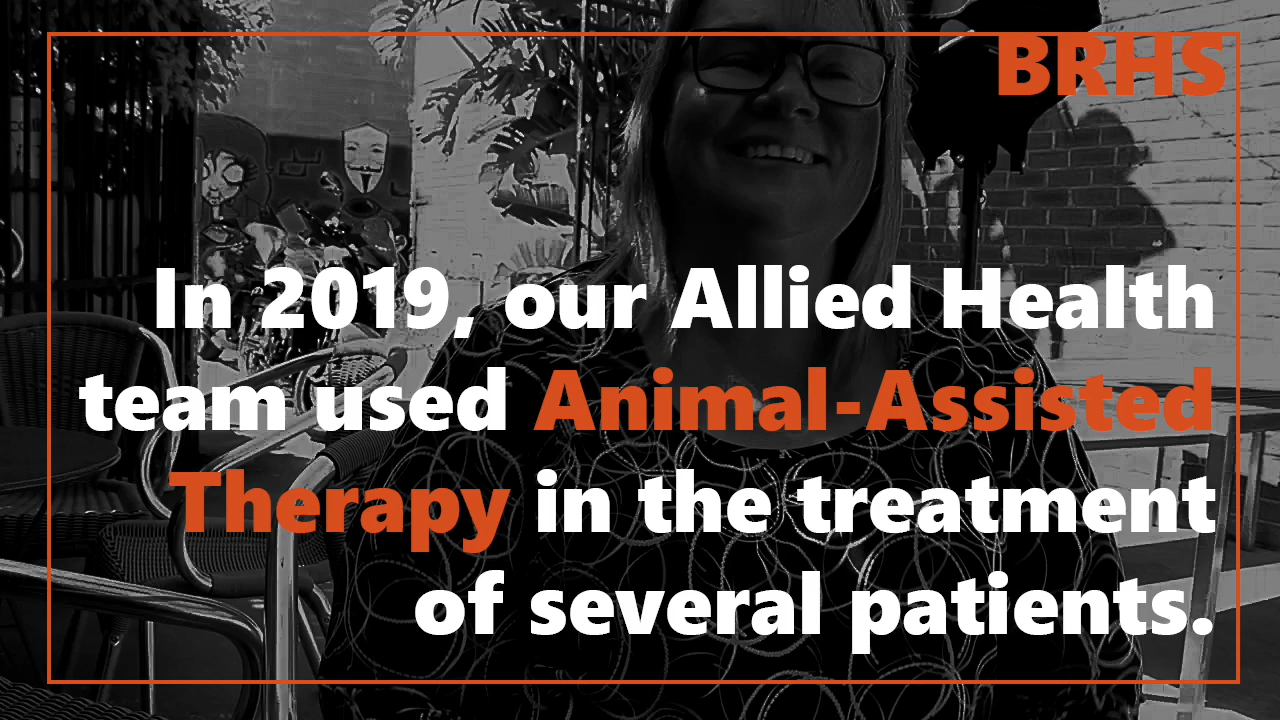 BRHS
In 2019, our Allied Health
team used Animal-Assisted
Therapy in the treatment
of several patients.